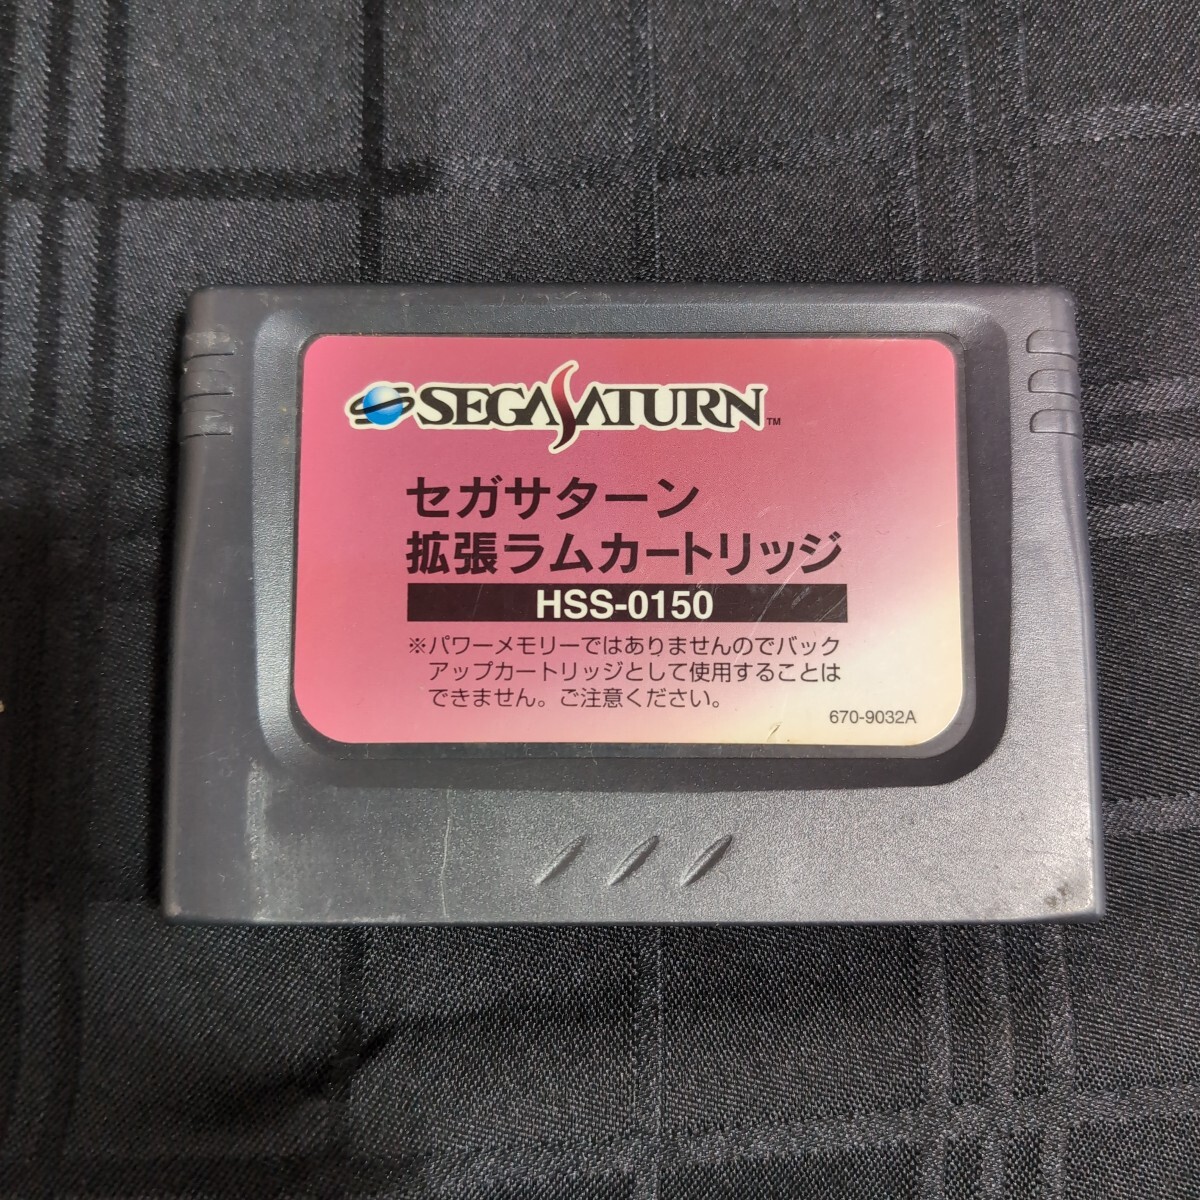 SEGASATURN™
セガサターン
拡張ラムカートリッジ
HSS-0150
※パワーメモリーではありませんのでバック
アップカートリッジとして使用することは
できません。ご注意ください。
670-9032A